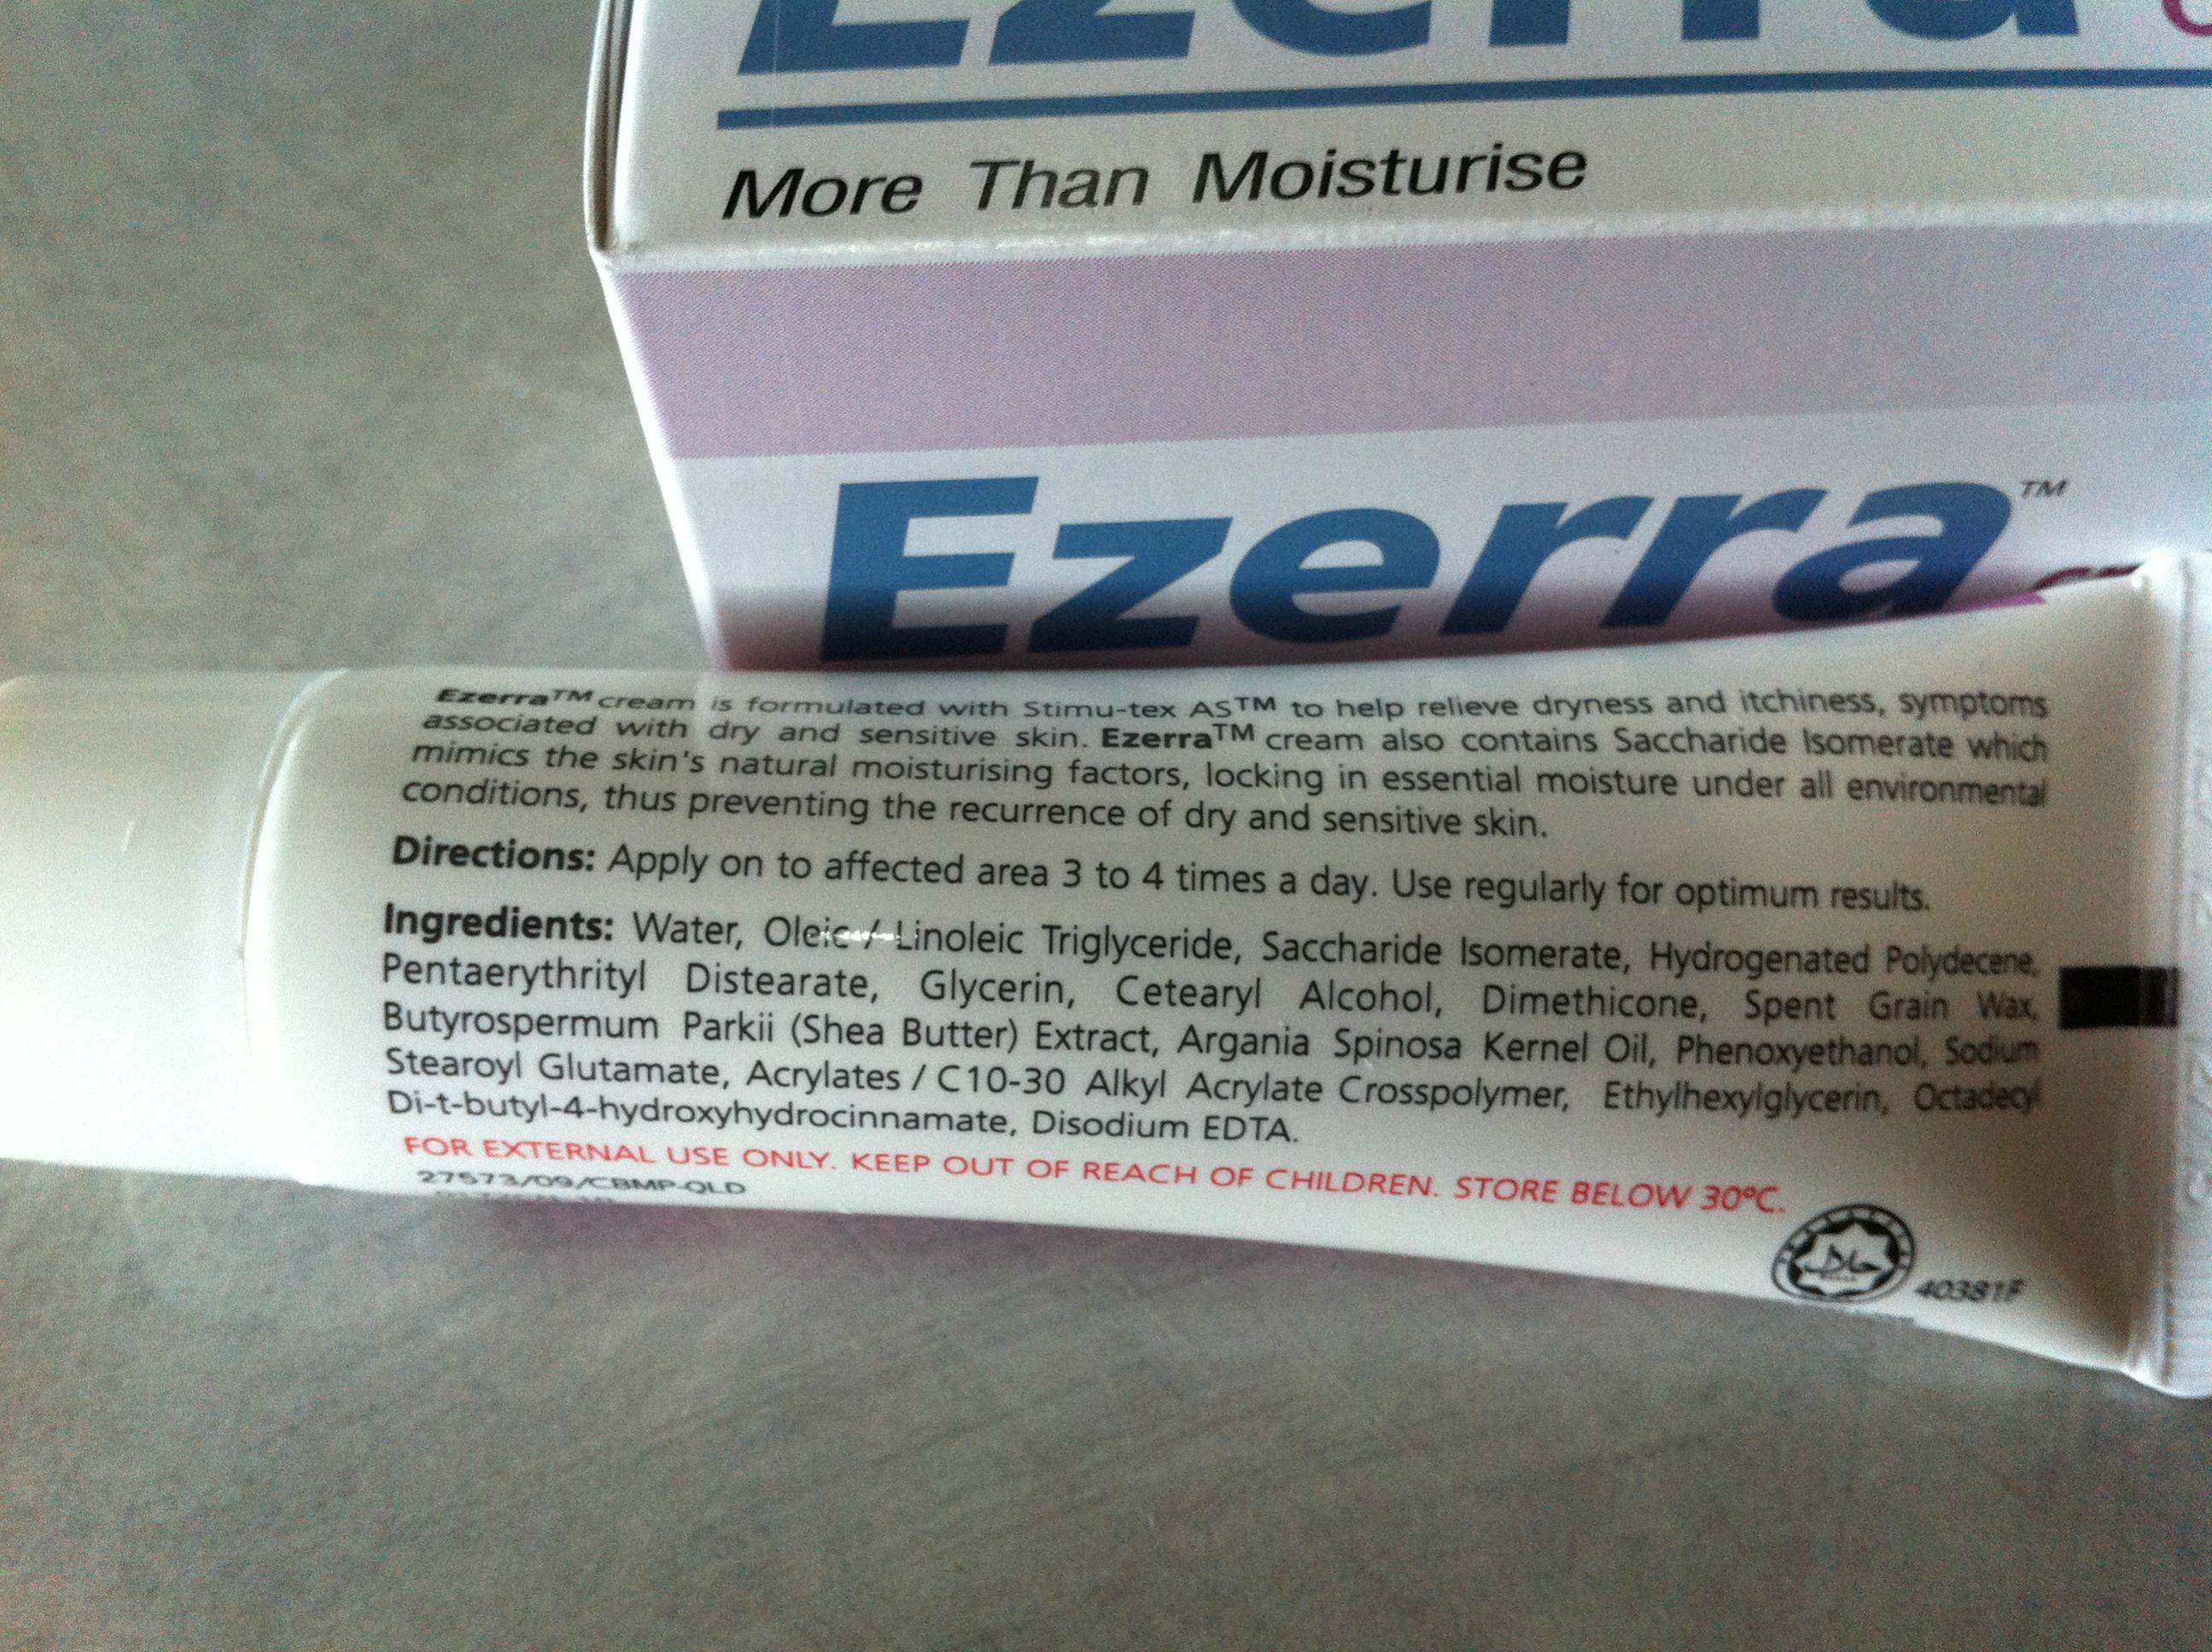 Ezerra
More Than Moisturise
Ezerra™
Ezerra™ cream is formulated with Stimu-tex AS™ to help relieve dryness and itchiness, symptoms
associated with dry and sensitive skin. Ezerra™ cream also contains Saccharide Isomerate which
mimics the skin's natural moisturising factors, locking in essential moisture under all environmental
conditions, thus preventing the recurrence of dry and sensitive skin.
Directions: Apply on to affected area 3 to 4 times a day. Use regularly for optimum results.
Ingredients: Water, Oleic / Linoleic Triglyceride, Saccharide Isomerate, Hydrogenated Polydecene,
Pentaerythrityl Distearate, Glycerin, Cetearyl Alcohol, Dimethicone, Spent Grain Wax,
Butyrospermum Parkii (Shea Butter) Extract, Argania Spinosa Kernel Oil, Phenoxyethanol, Sodium
Stearoyl Glutamate, Acrylates / C10-30 Alkyl Acrylate Crosspolymer, Ethylhexylglycerin, Octadecyl
Di-t-butyl-4-hydroxyhydrocinnamate, Disodium EDTA.
FOR EXTERNAL USE ONLY. KEEP OUT OF REACH OF CHILDREN. STORE BELOW 30ºC.
27573/09/CBMP-QLD
حلال
40381F